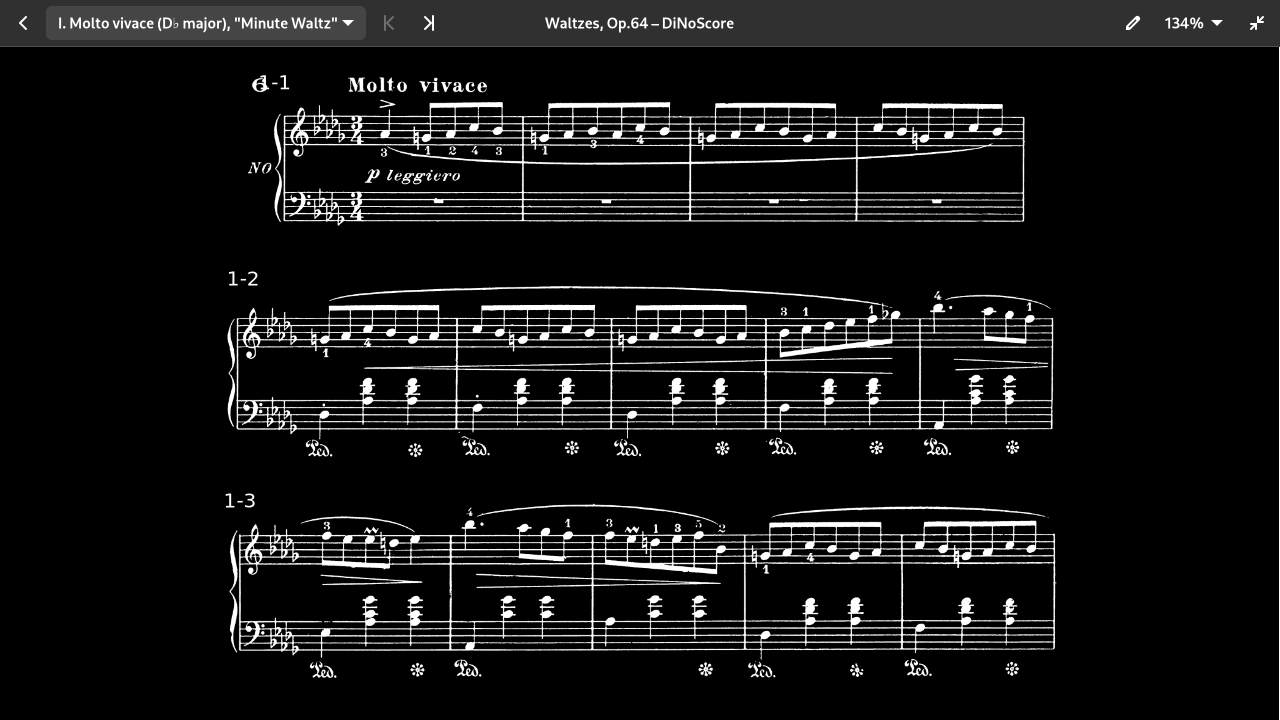 I. Molto vivace (D♭ major), "Minute Waltz"
Waltzes, Op.64 – DiNoScore
134%
1-1
6.
Molto vivace
3 1 2 4 3 1 3 4
NO
p leggiero
1-2
4
3 1 1 1
1 4
Ped. Ped. Ped. Ped. Ped.
1-3
3 4 1 3 1 3 5 2
1 4
Ped. Ped. Ped. Ped.